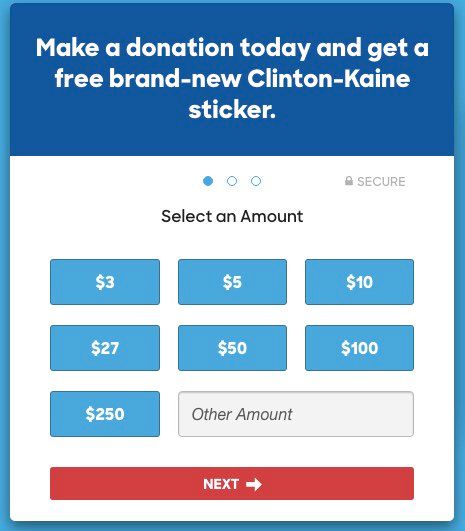 Make a donation today and get a
free brand-new Clinton-Kaine
sticker.
SECURE
Select an Amount
$3 $5 $10
$27 $50 $100
$250 Other Amount
NEXT